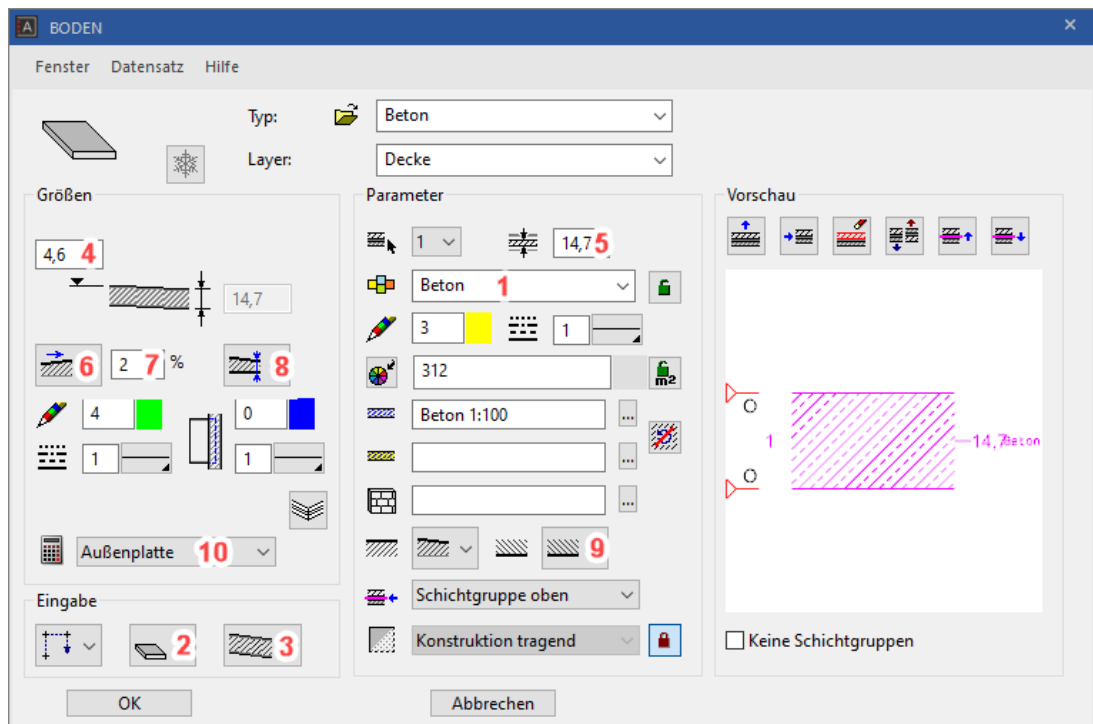 A BODEN
Fenster Datensatz Hilfe
Typ: Beton
Layer: Decke
Größen
4,6 4
14,7
6 2 7 % 8
4 0
1 1
Außenplatte 10
Eingabe
2 3
OK
Parameter
1 14,7 5
Beton 1
3 1
312 m2
Beton 1:100 ...
...
...
9
Schichtgruppe oben
Konstruktion tragend
Abbrechen
Vorschau
O
1 14,7 Beton
O
Keine Schichtgruppen